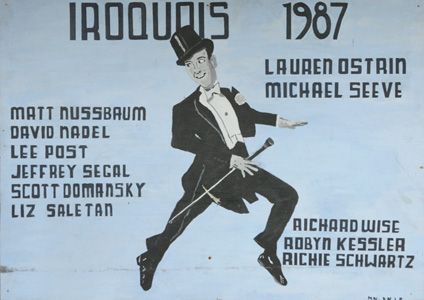 IROQUOIS 1987
LAUREN OSTRIN
MICHAEL SEEVE
MATT NUSSBAUM
DAVID NADEL
LEE POST
JEFFREY SEGAL
SCOTT DOMANSKY
LIZ SALETAN
RICHARD WISE
ROBYN KESSLER
RICHIE SCHWARTZ